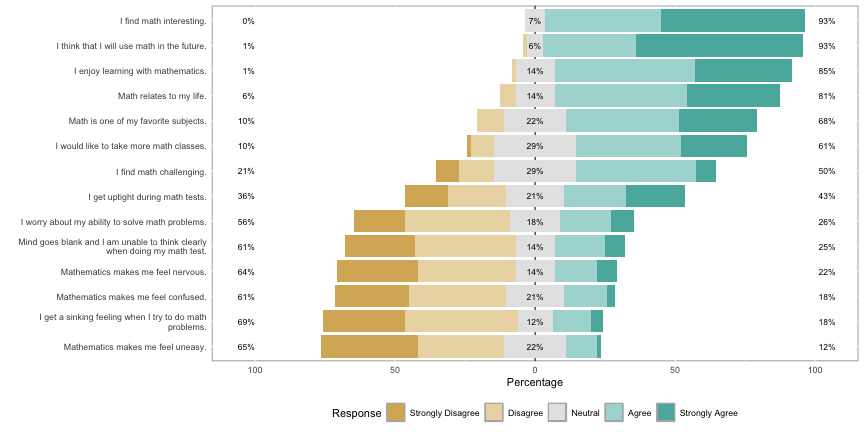 I find math interesting. 0% 7% 93%
I think that I will use math in the future. 1% 6% 93%
I enjoy learning with mathematics. 1% 14% 85%
Math relates to my life. 6% 14% 81%
Math is one of my favorite subjects. 10% 22% 68%
I would like to take more math classes. 10% 29% 61%
I find math challenging. 21% 29% 50%
I get uptight during math tests. 36% 21% 43%
I worry about my ability to solve math problems. 56% 18% 26%
Mind goes blank and I am unable to think clearly
when doing my math test. 61% 14% 25%
Mathematics makes me feel nervous. 64% 14% 22%
Mathematics makes me feel confused. 61% 21% 18%
I get a sinking feeling when I try to do math
problems. 69% 12% 18%
Mathematics makes me feel uneasy. 65% 22% 12%
100 50 0 50 100
Percentage
Response Strongly Disagree Disagree Neutral Agree Strongly Agree